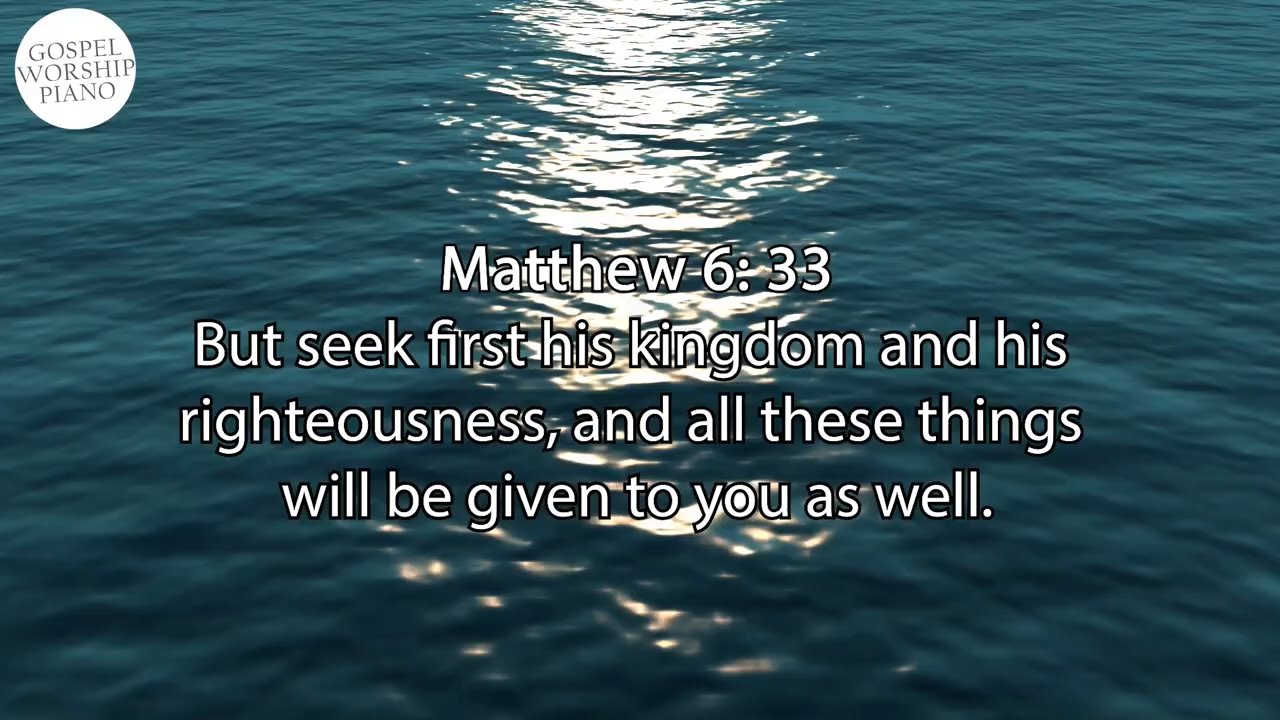 GOSPEL
WORSHIP
PIANO
Matthew 6: 33
But seek first his kingdom and his
righteousness, and all these things
will be given to you as well.